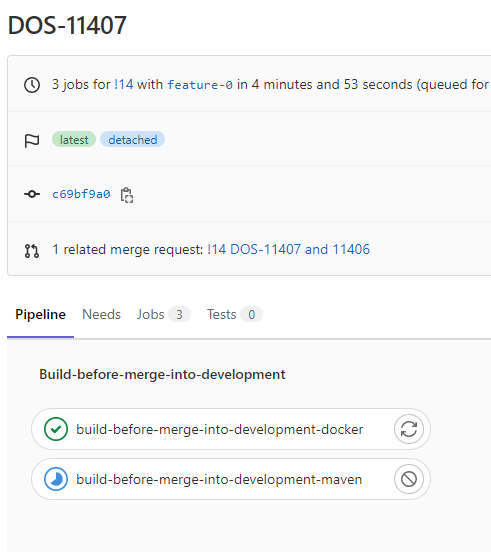 DOS-11407
3 jobs for !14 with feature-0 in 4 minutes and 53 seconds (queued for
latest detached
c69bf9a0
1 related merge request: !14 DOS-11407 and 11406
Pipeline Needs Jobs 3 Tests 0
Build-before-merge-into-development
build-before-merge-into-development-docker
build-before-merge-into-development-maven